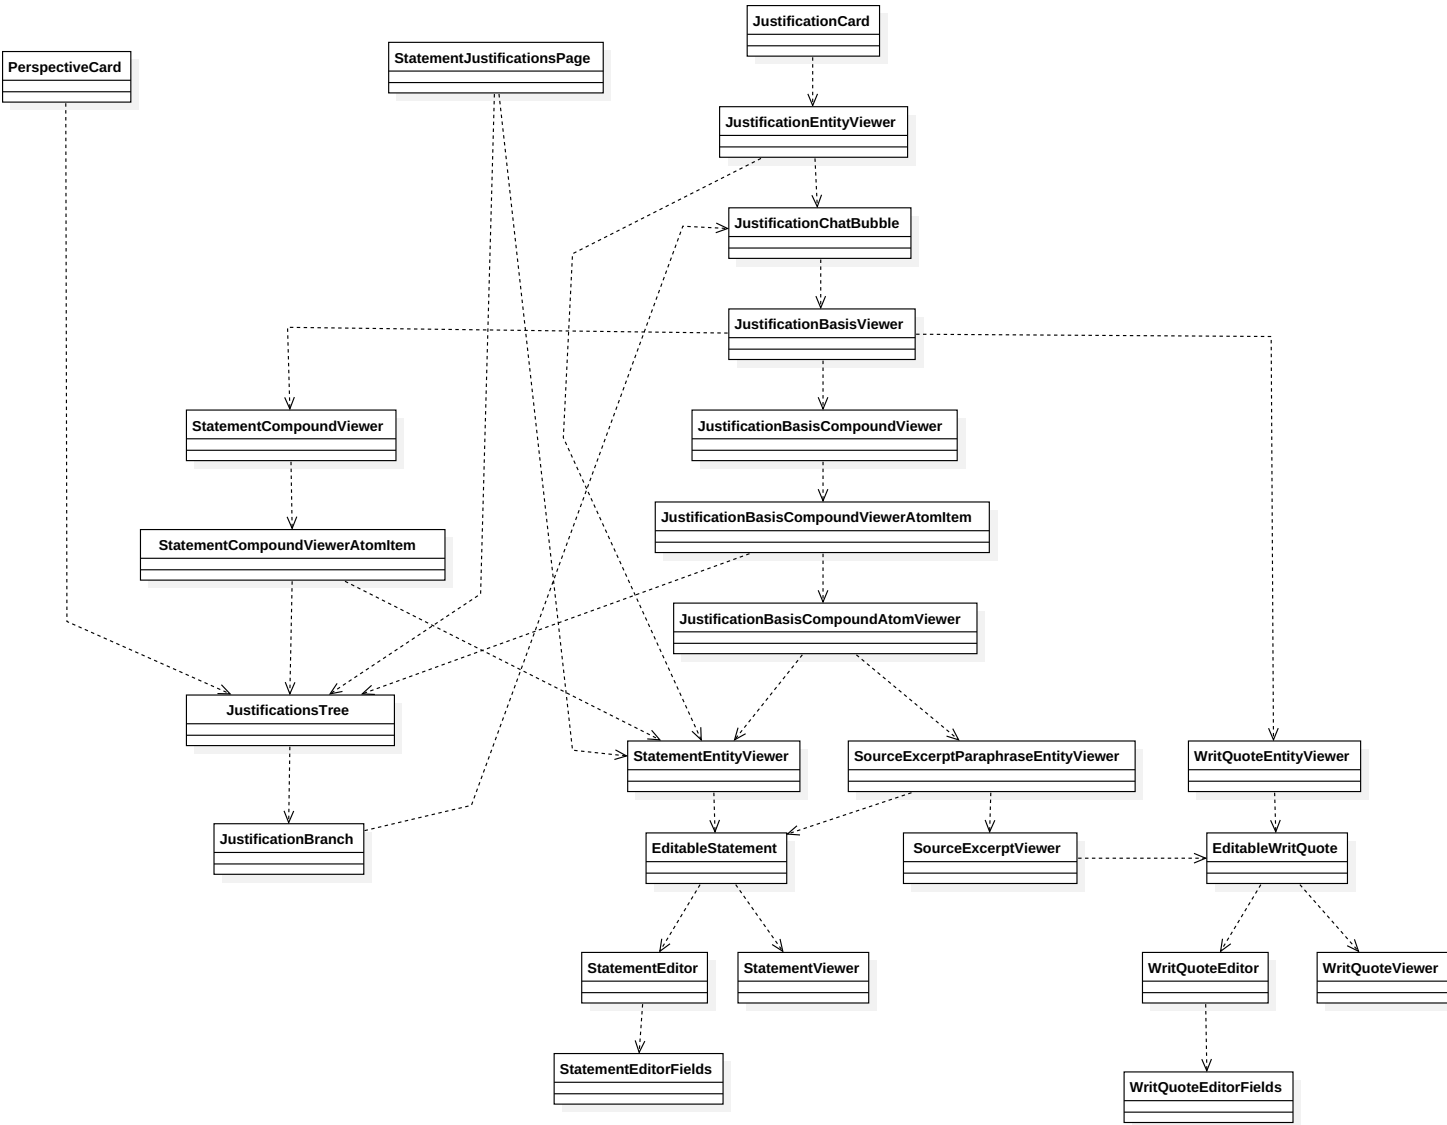 JustificationCard
StatementJustificationsPage
PerspectiveCard
JustificationEntityViewer
JustificationChatBubble
JustificationBasisViewer
StatementCompoundViewer
JustificationBasisCompoundViewer
JustificationBasisCompoundViewerAtomItem
StatementCompoundViewerAtomItem
JustificationBasisCompoundAtomViewer
JustificationsTree
StatementEntityViewer
SourceExcerptParaphraseEntityViewer
WritQuoteEntityViewer
JustificationBranch
EditableStatement
SourceExcerptViewer
EditableWritQuote
StatementEditor
StatementViewer
WritQuoteEditor
WritQuoteViewer
StatementEditorFields
WritQuoteEditorFields